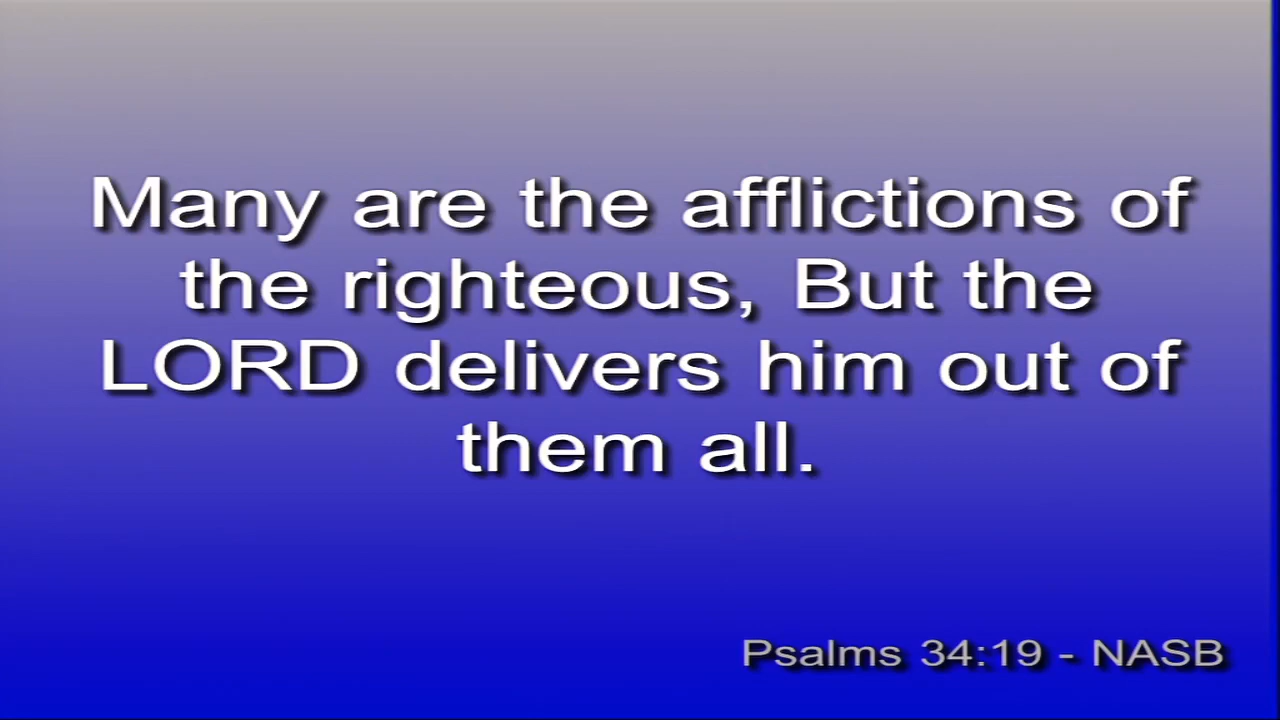 Many are the afflictions of
the righteous, But the
LORD delivers him out of
them all.
Psalms 34:19 - NASB